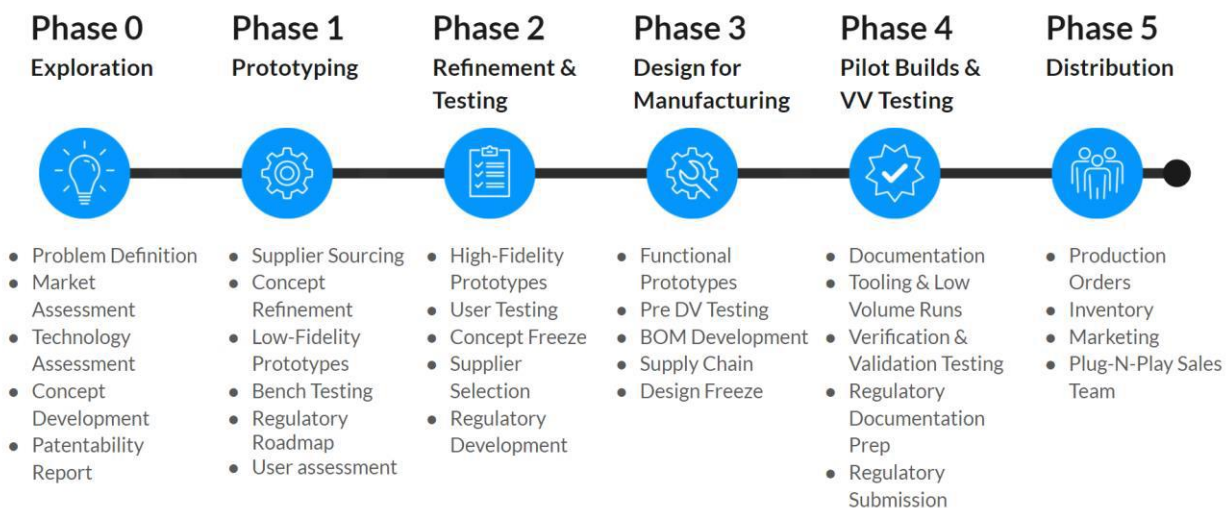 Phase 0
Exploration
Phase 1
Prototyping
Phase 2
Refinement &
Testing
Phase 3
Design for
Manufacturing
Phase 4
Pilot Builds &
VV Testing
Phase 5
Distribution
● Problem Definition
● Market
Assessment
● Technology
Assessment
● Concept
Development
● Patentability
Report
● Supplier Sourcing
● Concept
Refinement
● Low-Fidelity
Prototypes
● Bench Testing
● Regulatory
Roadmap
● User assessment
● High-Fidelity
Prototypes
● User Testing
● Concept Freeze
● Supplier
Selection
● Regulatory
Development
● Functional
Prototypes
● Pre DV Testing
● BOM Development
● Supply Chain
● Design Freeze
● Documentation
● Tooling & Low
Volume Runs
● Verification &
Validation Testing
● Regulatory
Documentation
Prep
● Regulatory
Submission
● Production
Orders
● Inventory
● Marketing
● Plug-N-Play Sales
Team